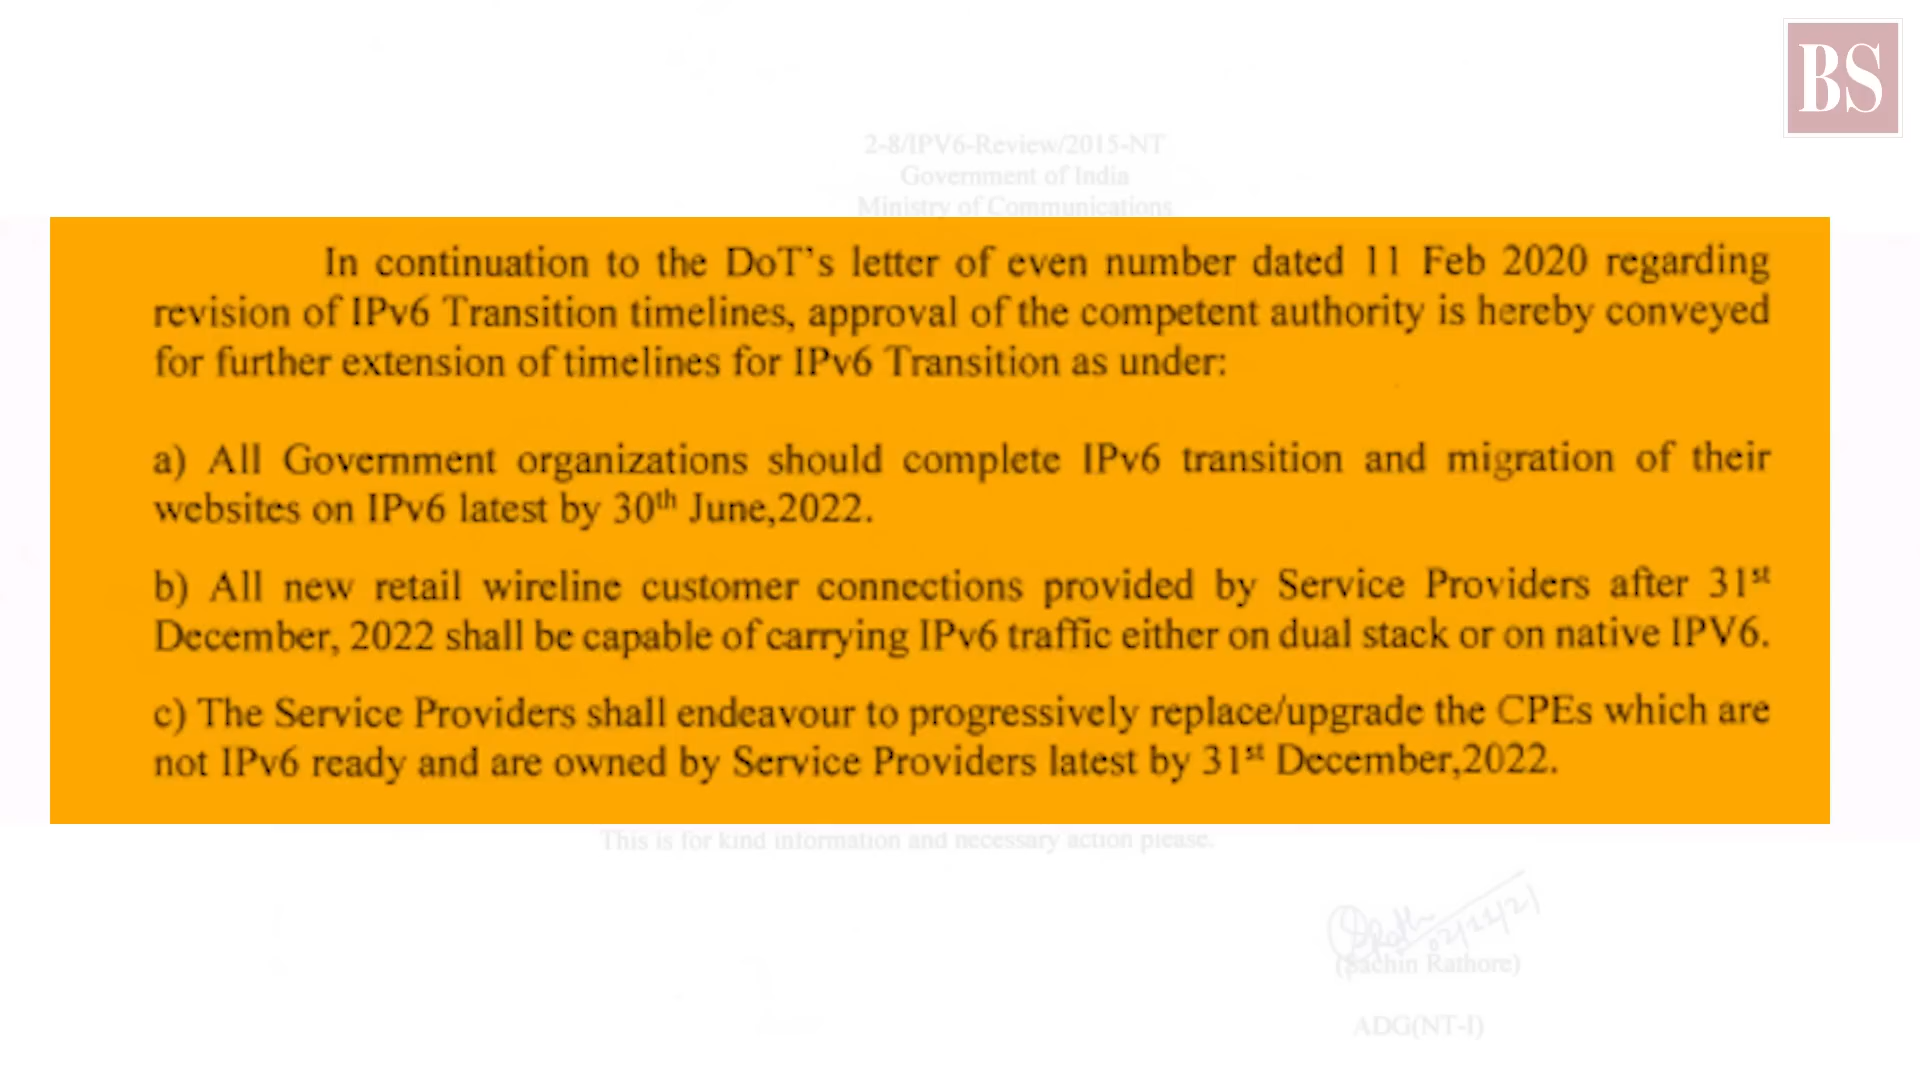 BS
2-8/IPV6-Review/2015-NT
Government of India
Ministry of Communications
In continuation to the DoT's letter of even number dated 11 Feb 2020 regarding
revision of IPv6 Transition timelines, approval of the competent authority is hereby conveyed
for further extension of timelines for IPv6 Transition as under:
a) All Government organizations should complete IPv6 transition and migration of their
websites on IPv6 latest by 30th June,2022.
b) All new retail wireline customer connections provided by Service Providers after 31st
December, 2022 shall be capable of carrying IPv6 traffic either on dual stack or on native IPV6.
c) The Service Providers shall endeavour to progressively replace/upgrade the CPEs which are
not IPv6 ready and are owned by Service Providers latest by 31st December,2022.
This is for kind information and necessary action please.
02/11/21
(Sachin Rathore)
ADG(NT-I)